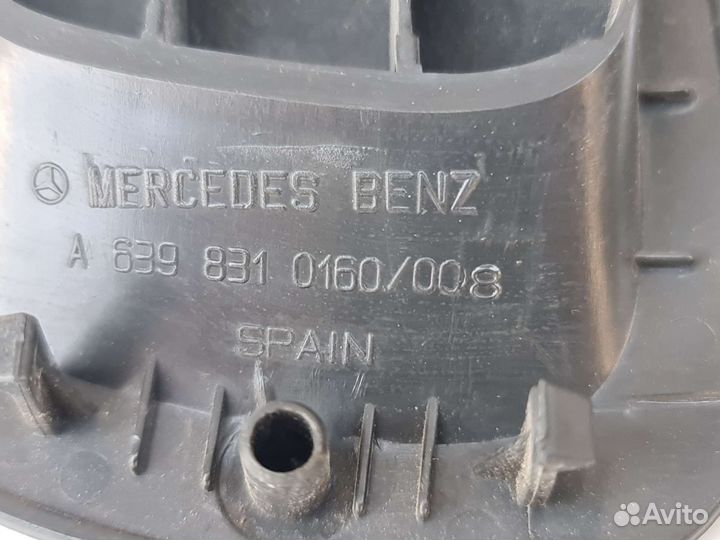 MERCEDES BENZ
A 639 831 0160/008
SPAIN
Avito